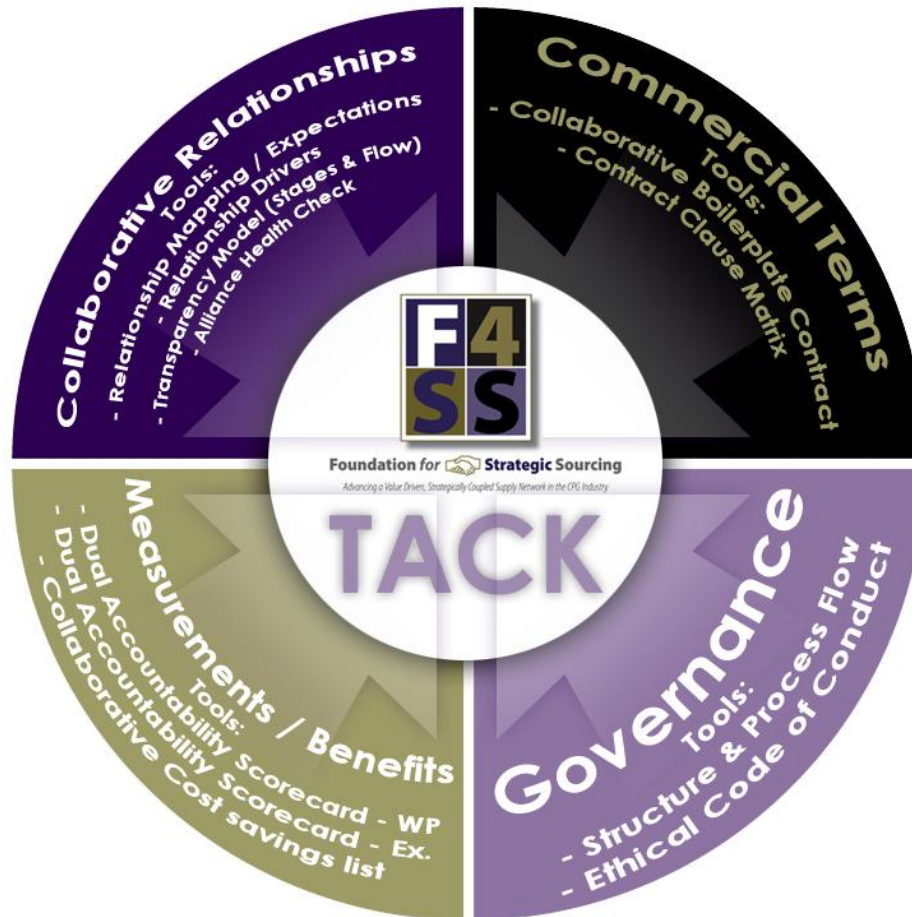 Collaborative Relationships
Tools:
- Relationship Mapping / Expectations
- Relationship Drivers
- Transparency Model (Stages & Flow)
- Alliance Health Check
Commercial Terms
Tools:
- Collaborative Boilerplate Contract
- Contract Clause Matrix
F4
SS
Foundation for Strategic Sourcing
Advancing a Value Driven, Strategically Coupled Supply Network in the CPG Industry
TACK
Measurements / Benefits
Tools:
- Dual Accountability Scorecard - WP
- Dual Accountability Scorecard - Ex.
- Collaborative Cost savings list
Governance
Tools:
- Structure & Process Flow
- Ethical Code of Conduct